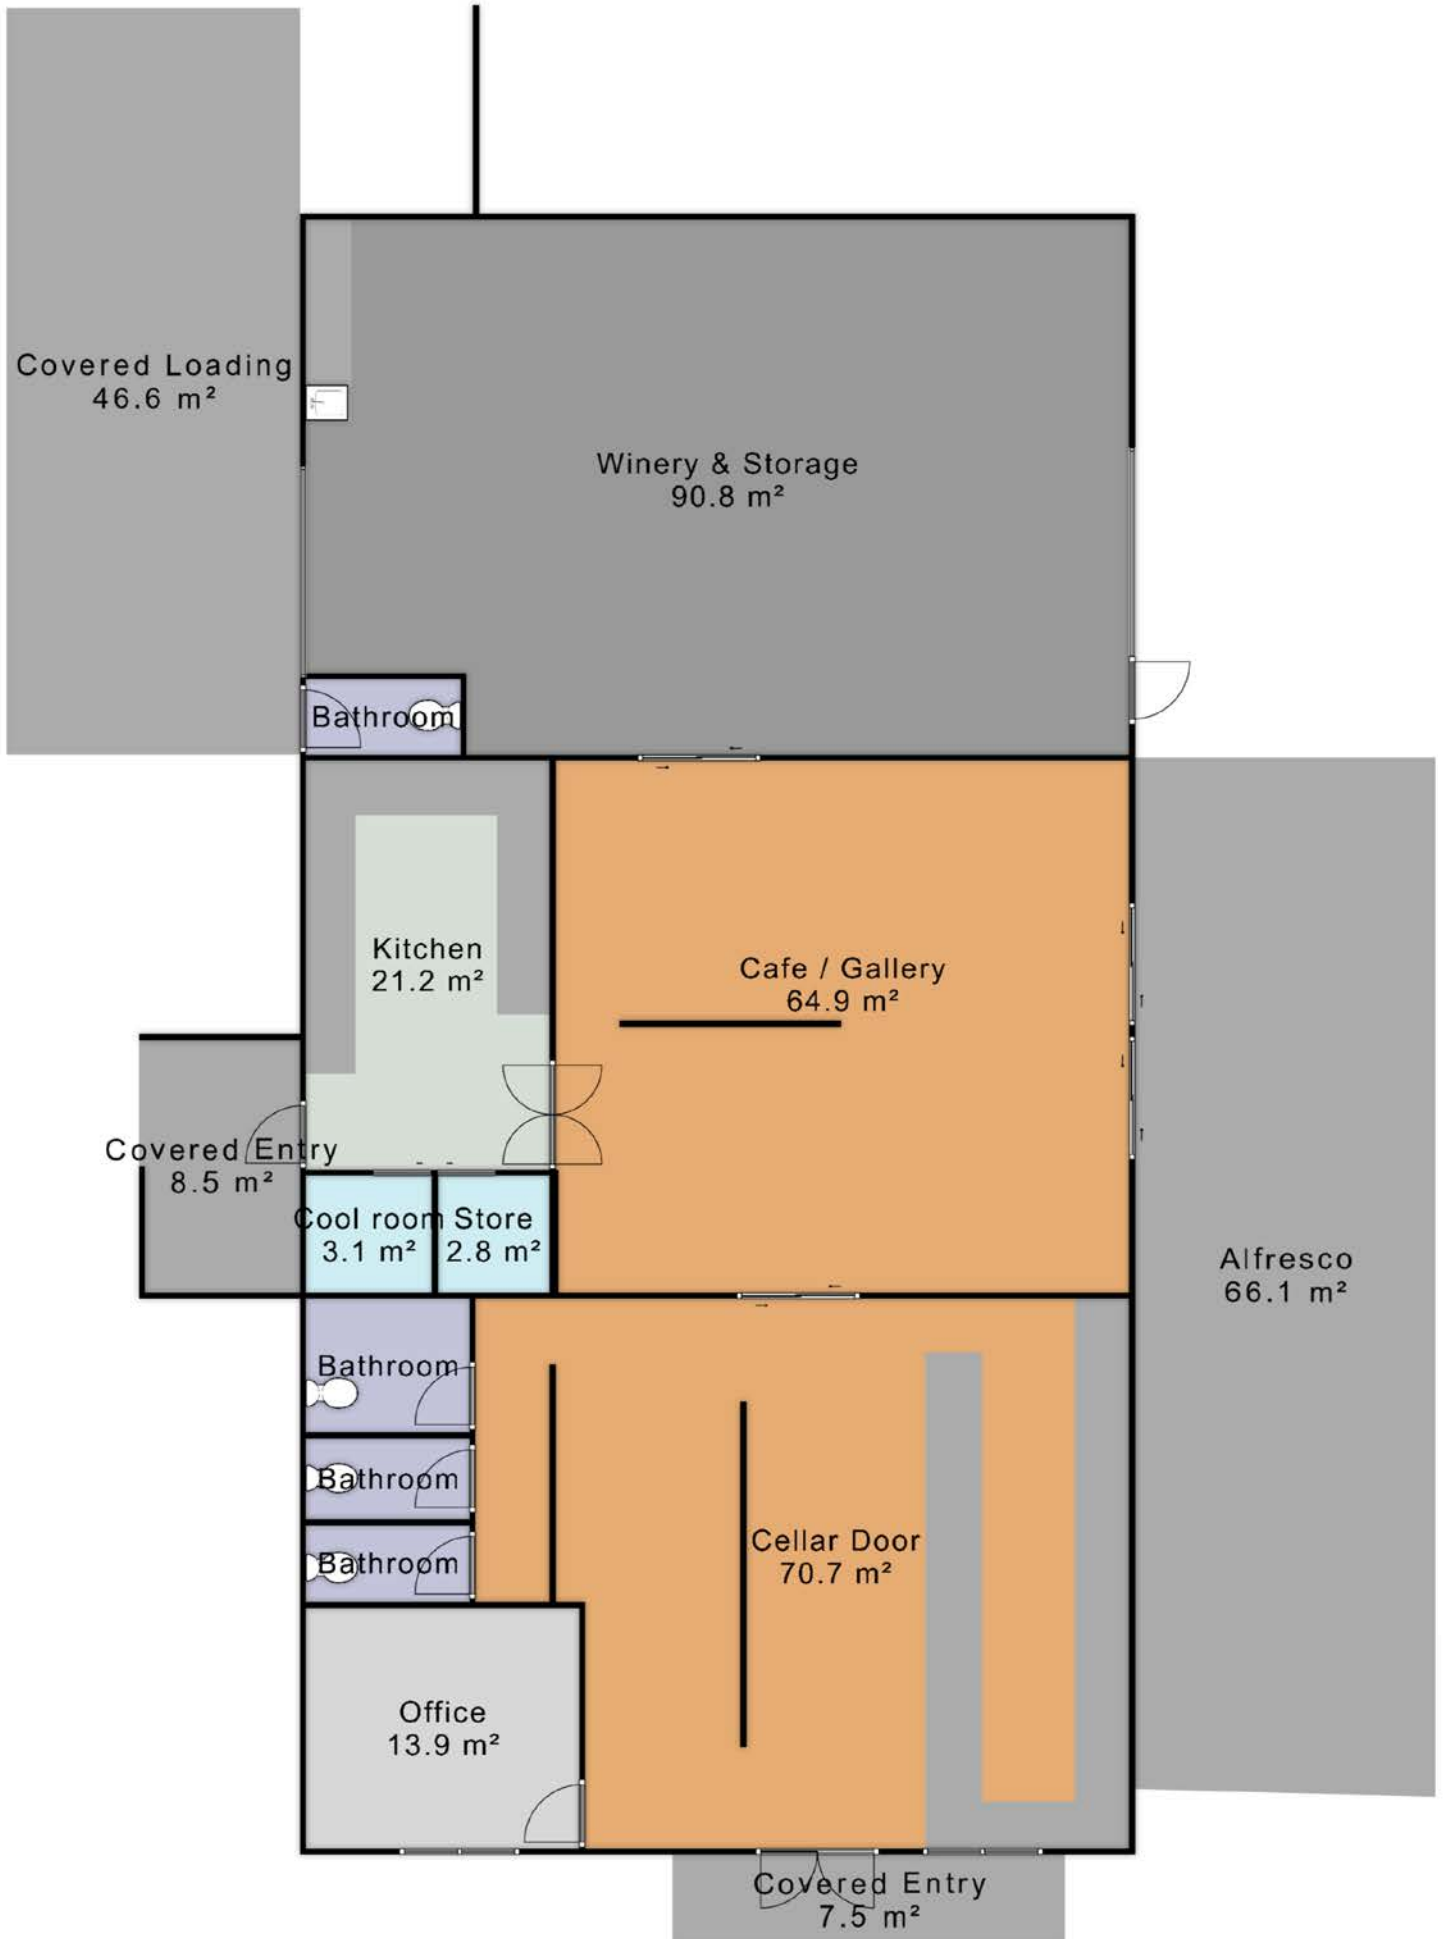 Covered Loading
46.6 m²
Winery & Storage
90.8 m²
Bathroom
Kitchen
21.2 m²
Cafe / Gallery
64.9 m²
Covered Entry
8.5 m²
Cool room
3.1 m²
Store
2.8 m²
Alfresco
66.1 m²
Bathroom
Bathroom
Bathroom
Cellar Door
70.7 m²
Office
13.9 m²
Covered Entry
7.5 m²